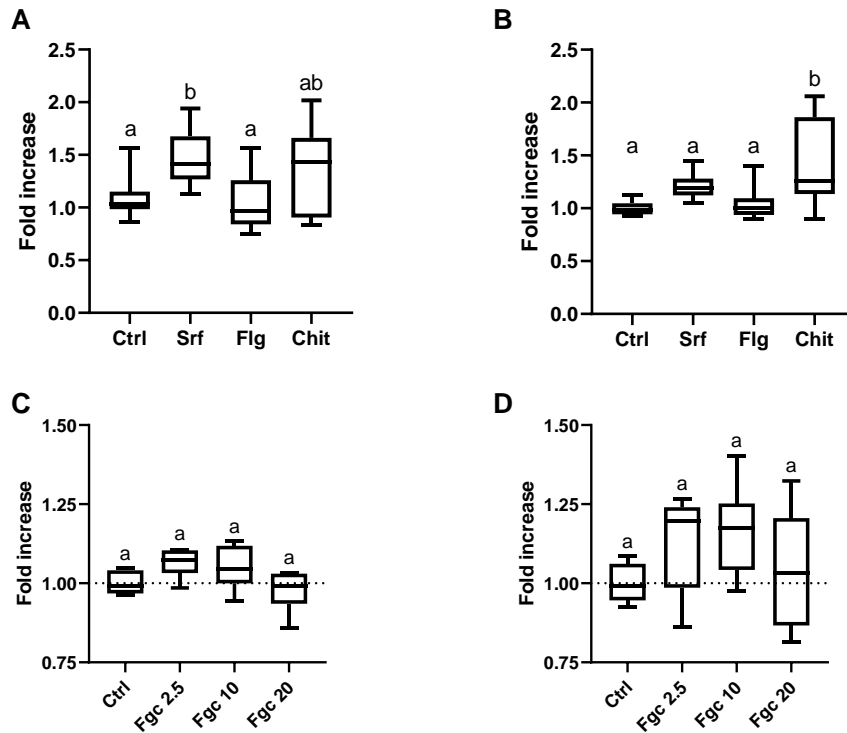 A
Fold increase
2.5
2.0
1.5
1.0
0.5
0.0
a
b
a
ab
Ctrl Srf Flg Chit
B
Fold increase
2.5
2.0
1.5
1.0
0.5
0.0
a
a
a
b
Ctrl Srf Flg Chit
C
Fold increase
1.50
1.25
1.00
0.75
a
a
a
a
Ctrl
Fgc 2.5
Fgc 10
Fgc 20
D
Fold increase
1.50
1.25
1.00
0.75
a
a
a
a
Ctrl
Fgc 2.5
Fgc 10
Fgc 20